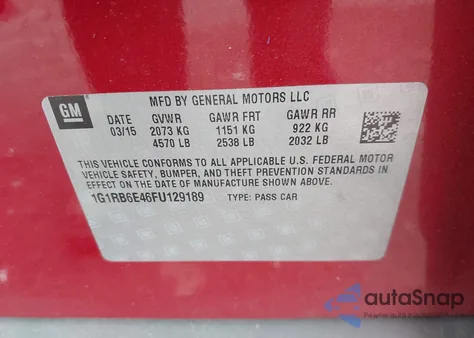 MFD BY GENERAL MOTORS LLC
GM
DATE GVWR GAWR FRT GAWR RR
03/15 2073 KG 1151 KG 922 KG
4570 LB 2538 LB 2032 LB
THIS VEHICLE CONFORMS TO ALL APPLICABLE U.S. FEDERAL MOTOR
VEHICLE SAFETY, BUMPER, AND THEFT PREVENTION STANDARDS IN
EFFECT ON THE DATE OF MANUFACTURE SHOWN ABOVE.
1G1RB6E46FU129189 TYPE: PASS CAR
autoSnap